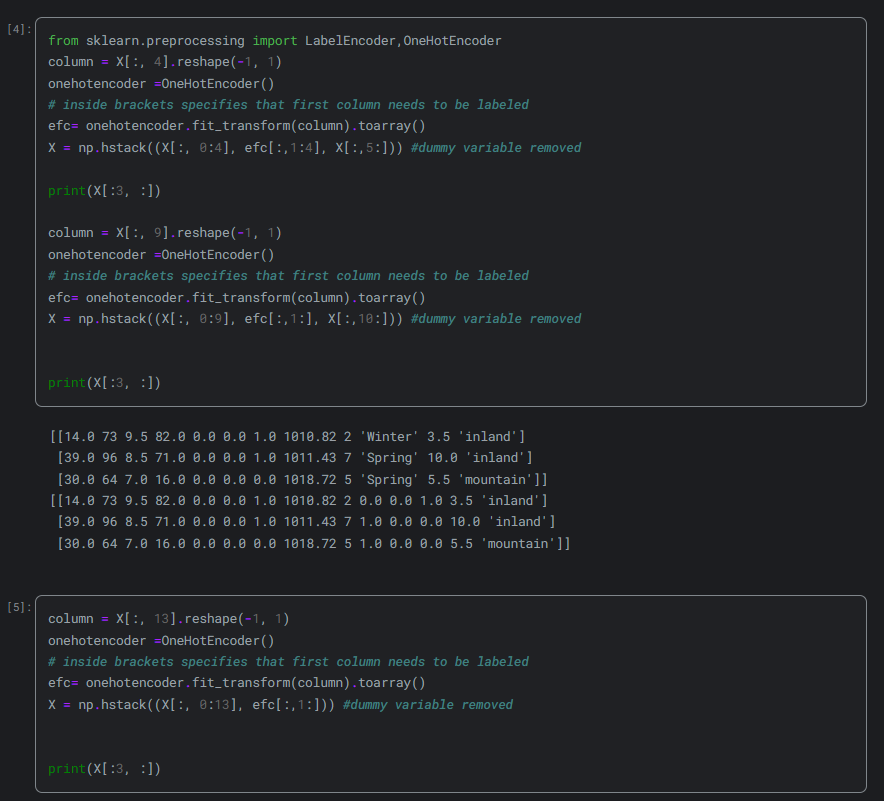 [4]:
from sklearn.preprocessing import LabelEncoder,OneHotEncoder
column = X[:, 4].reshape(-1, 1)
onehotencoder =OneHotEncoder()
# inside brackets specifies that first column needs to be labeled
efc= onehotencoder.fit_transform(column).toarray()
X = np.hstack((X[:, 0:4], efc[:,1:4], X[:,5:])) #dummy variable removed
print(X[:3, :])
column = X[:, 9].reshape(-1, 1)
onehotencoder =OneHotEncoder()
# inside brackets specifies that first column needs to be labeled
efc= onehotencoder.fit_transform(column).toarray()
X = np.hstack((X[:, 0:9], efc[:,1:], X[:,10:])) #dummy variable removed
print(X[:3, :])
[[14.0 73 9.5 82.0 0.0 0.0 1.0 1010.82 2 'Winter' 3.5 'inland']
[39.0 96 8.5 71.0 0.0 0.0 1.0 1011.43 7 'Spring' 10.0 'inland']
[30.0 64 7.0 16.0 0.0 0.0 0.0 1018.72 5 'Spring' 5.5 'mountain']]
[[14.0 73 9.5 82.0 0.0 0.0 1.0 1010.82 2 0.0 0.0 1.0 3.5 'inland']
[39.0 96 8.5 71.0 0.0 0.0 1.0 1011.43 7 1.0 0.0 0.0 10.0 'inland']
[30.0 64 7.0 16.0 0.0 0.0 0.0 1018.72 5 1.0 0.0 0.0 5.5 'mountain']]
[5]:
column = X[:, 13].reshape(-1, 1)
onehotencoder =OneHotEncoder()
# inside brackets specifies that first column needs to be labeled
efc= onehotencoder.fit_transform(column).toarray()
X = np.hstack((X[:, 0:13], efc[:,1:])) #dummy variable removed
print(X[:3, :])